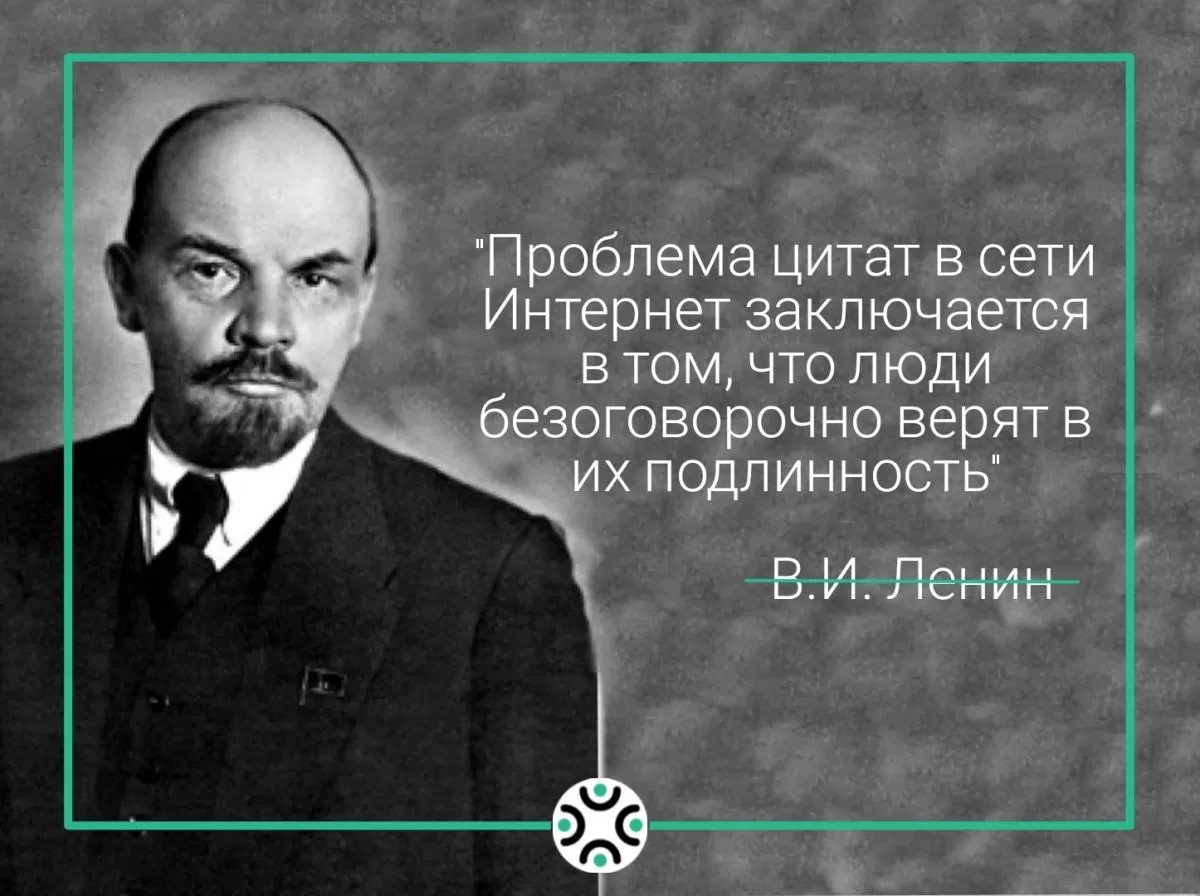 "Проблема цитат в сети
Интернет заключается
в том, что люди
безоговорочно верят в
их подлинность"
В.И. Ленин